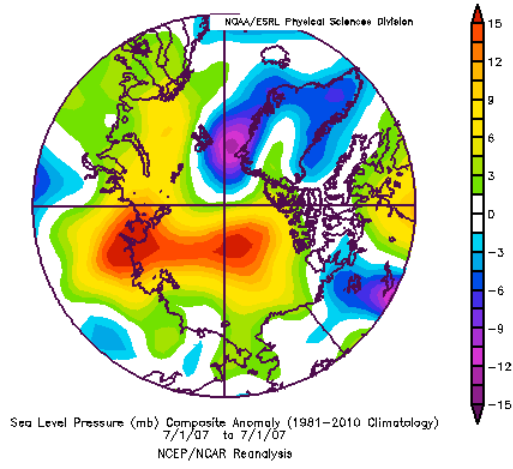 NOAA/ESRL Physical Sciences Division
15
12
9
6
3
0
-3
-6
-9
-12
-15
Sea Level Pressure (mb) Composite Anomaly (1981-2010 Climatology)
7/1/07 to 7/1/07
NCEP/NCAR Reanalysis